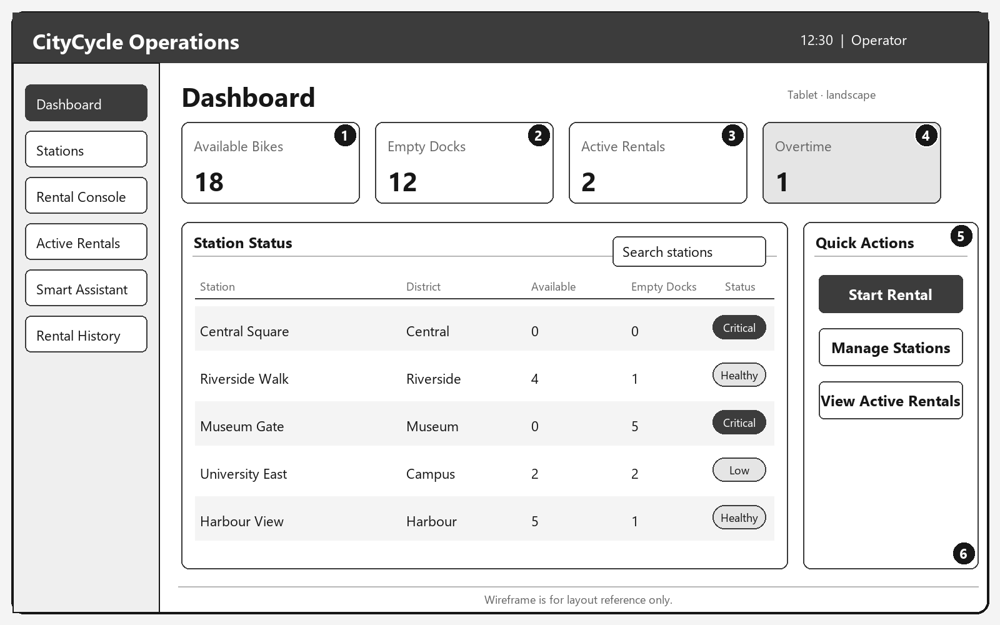 CityCycle Operations
12:30 | Operator
Dashboard
Stations
Rental Console
Active Rentals
Smart Assistant
Rental History
Dashboard
Tablet · landscape
Available Bikes
1
18
Empty Docks
2
12
Active Rentals
3
2
Overtime
4
1
Station Status
Search stations
Station District Available Empty Docks Status
Central Square Central 0 0 Critical
Riverside Walk Riverside 4 1 Healthy
Museum Gate Museum 0 5 Critical
University East Campus 2 2 Low
Harbour View Harbour 5 1 Healthy
Quick Actions
5
Start Rental
Manage Stations
View Active Rentals
6
Wireframe is for layout reference only.